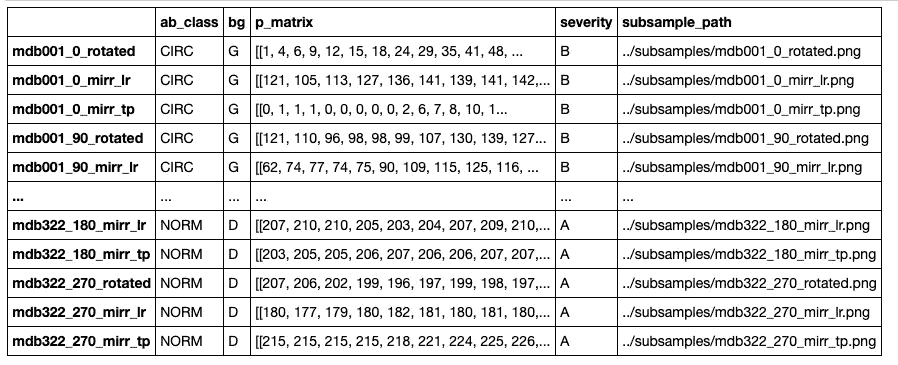 ab_class bg p_matrix severity subsample_path
mdb001_0_rotated CIRC G [[1, 4, 6, 9, 12, 15, 18, 24, 29, 35, 41, 48, ... B ../subsamples/mdb001_0_rotated.png
mdb001_0_mirr_lr CIRC G [[121, 105, 113, 127, 136, 141, 139, 141, 142,... B ../subsamples/mdb001_0_mirr_lr.png
mdb001_0_mirr_tp CIRC G [[0, 1, 1, 1, 0, 0, 0, 0, 0, 2, 6, 7, 8, 10, 1... B ../subsamples/mdb001_0_mirr_tp.png
mdb001_90_rotated CIRC G [[121, 110, 96, 98, 98, 99, 107, 130, 139, 127... B ../subsamples/mdb001_90_rotated.png
mdb001_90_mirr_lr CIRC G [[62, 74, 77, 74, 75, 90, 109, 115, 125, 116, ... B ../subsamples/mdb001_90_mirr_lr.png
... ... ... ... ... ...
mdb322_180_mirr_lr NORM D [[207, 210, 210, 205, 203, 204, 207, 209, 210,... A ../subsamples/mdb322_180_mirr_lr.png
mdb322_180_mirr_tp NORM D [[203, 205, 205, 206, 207, 206, 206, 207, 207,... A ../subsamples/mdb322_180_mirr_tp.png
mdb322_270_rotated NORM D [[207, 206, 202, 199, 196, 197, 199, 198, 197,... A ../subsamples/mdb322_270_rotated.png
mdb322_270_mirr_lr NORM D [[180, 177, 179, 180, 182, 181, 180, 181, 180,... A ../subsamples/mdb322_270_mirr_lr.png
mdb322_270_mirr_tp NORM D [[215, 215, 215, 215, 218, 221, 224, 225, 226,... A ../subsamples/mdb322_270_mirr_tp.png